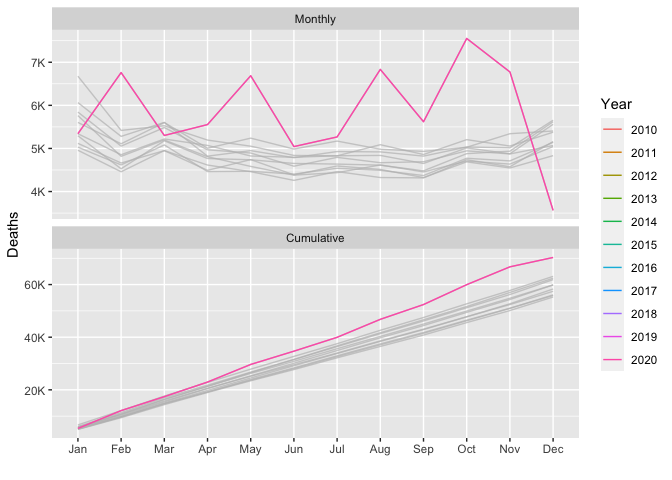 Monthly
7K
6K
5K
4K
Deaths
Cumulative
60K
40K
20K
Jan Feb Mar Apr May Jun Jul Aug Sep Oct Nov Dec
Year
2010
2011
2012
2013
2014
2015
2016
2017
2018
2019
2020